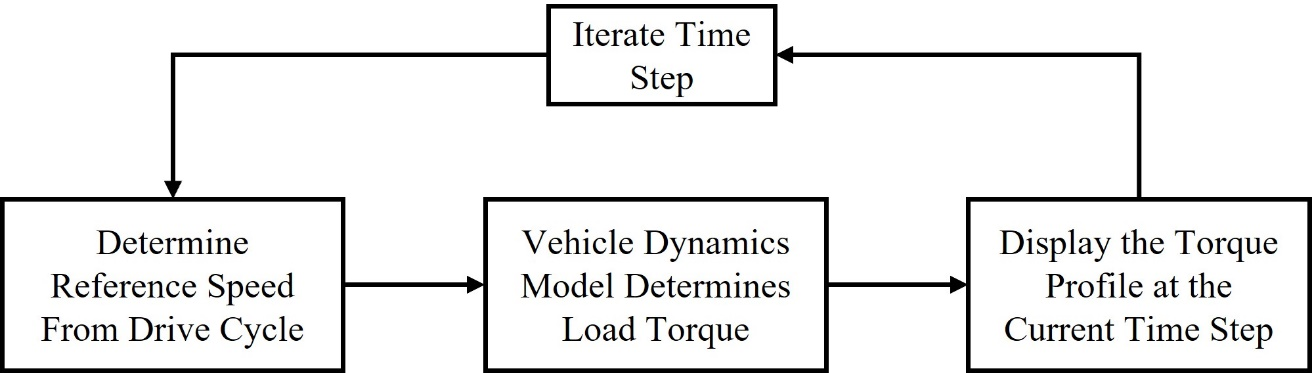 Iterate Time
Step
Determine
Reference Speed
From Drive Cycle
Vehicle Dynamics
Model Determines
Load Torque
Display the Torque
Profile at the
Current Time Step